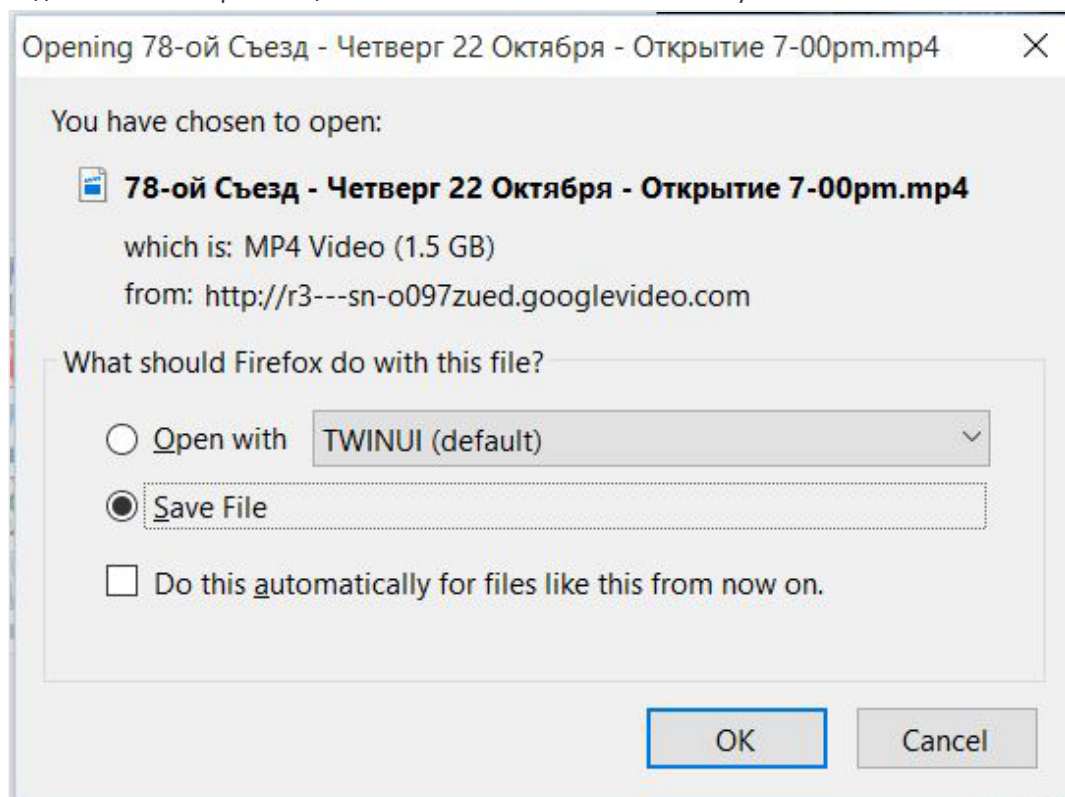 Opening 78-ой Съезд - Четверг 22 Октября - Открытие 7-00pm.mp4
You have chosen to open:
78-ой Съезд - Четверг 22 Октября - Открытие 7-00pm.mp4
which is: MP4 Video (1.5 GB)
from: http://r3---sn-o097zued.googlevideo.com
What should Firefox do with this file?
Open with TWINUI (default)
Save File
Do this automatically for files like this from now on.
OK Cancel